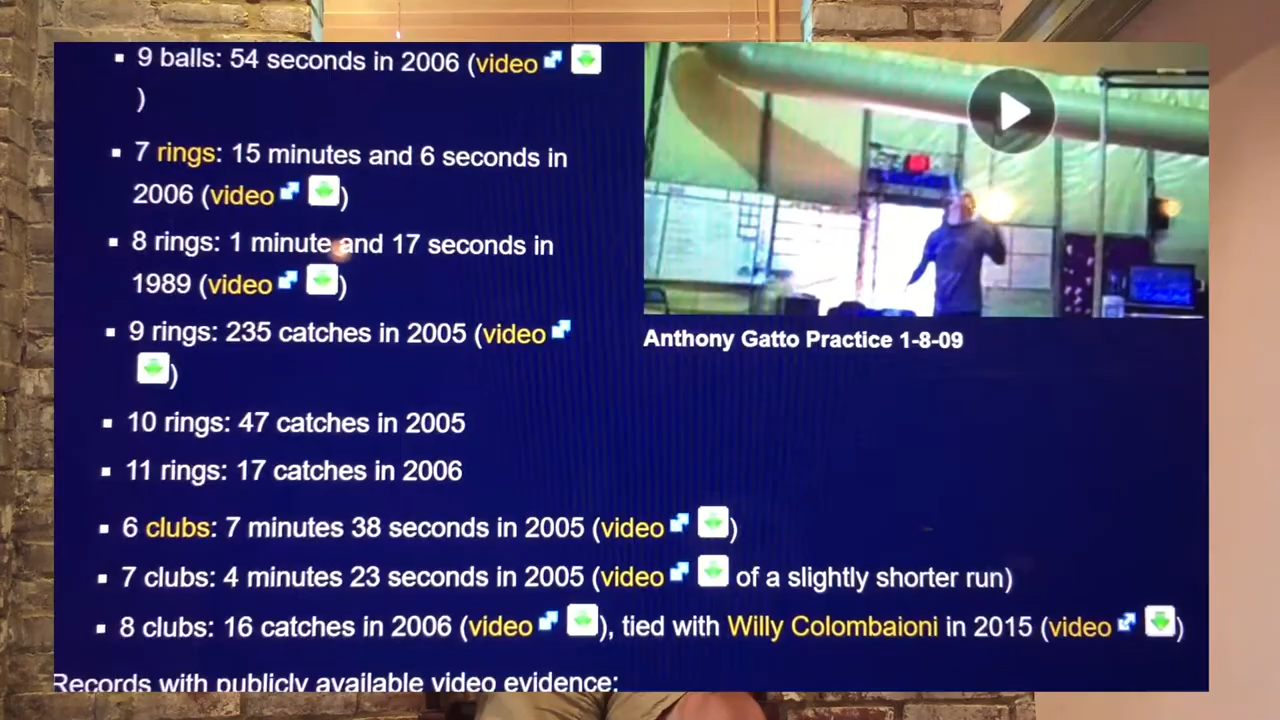 9 balls: 54 seconds in 2006 (video
)
7 rings: 15 minutes and 6 seconds in
2006 (video )
8 rings: 1 minute and 17 seconds in
1989 (video )
9 rings: 235 catches in 2005 (video
)
10 rings: 47 catches in 2005
11 rings: 17 catches in 2006
6 clubs: 7 minutes 38 seconds in 2005 (video )
7 clubs: 4 minutes 23 seconds in 2005 (video of a slightly shorter run)
8 clubs: 16 catches in 2006 (video ), tied with Willy Colombaioni in 2015 (video )
Records with publicly available video evidence:
Anthony Gatto Practice 1-8-09